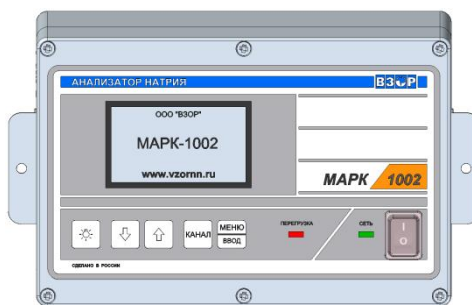 АНАЛИЗАТОР НАТРИЯ
ВЗОР
ООО "ВЗОР"
МАРК-1002
www.vzornn.ru
МАРК 1002
КАНАЛ
МЕНЮ
ВВОД
ПЕРЕГРУЗКА
СЕТЬ
I
O
СДЕЛАНО В РОССИИ